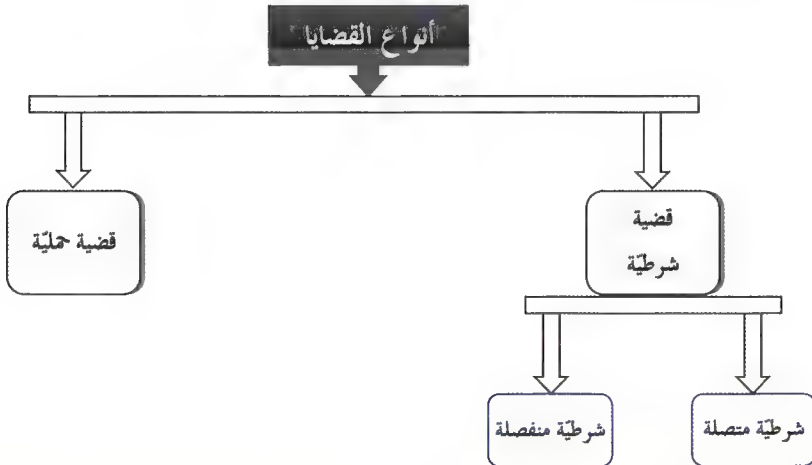 أنواع القضايا
قضية
شرطيّة
قضية حمليّة
شرطيّة متصلة
شرطيّة منفصلة